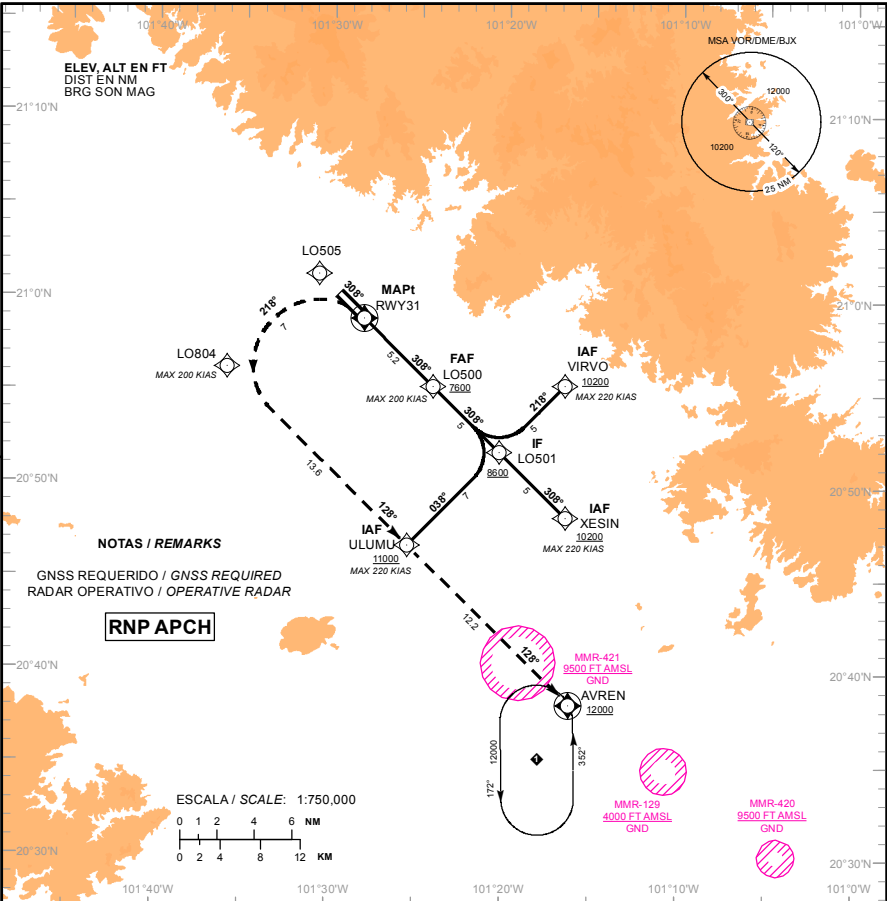 101°40'W
101°30'W
101°20'W
101°10'W
101°0'W
ELEV, ALT EN FT
DIST EN NM
BRG SON MAG
MSA VOR/DME/BJX
300°
12000
10200
120°
25 NM
21°10'N
21°10'N
LO505
308°
MAPt
RWY31
218°
7
21°0'N
21°0'N
LO804
MAX 200 KIAS
5.2
308°
FAF
LO500
7600
MAX 200 KIAS
IAF
VIRVO
10200
MAX 220 KIAS
218°
5
308°
5
IF
LO501
8600
13.6
038°
7
5
308°
20°50'N
20°50'N
128°
IAF
ULUMU
11000
MAX 220 KIAS
IAF
XESIN
10200
MAX 220 KIAS
NOTAS / REMARKS
GNSS REQUERIDO / GNSS REQUIRED
RADAR OPERATIVO / OPERATIVE RADAR
RNP APCH
12.2
128°
MMR-421
9500 FT AMSL
GND
20°40'N
20°40'N
AVREN
12000
12000
172°
1
352°
MMR-129
4000 FT AMSL
GND
MMR-420
9500 FT AMSL
GND
ESCALA / SCALE: 1:750,000
0 1 2 4 6 NM
0 2 4 8 12 KM
20°30'N
20°30'N
101°40'W
101°30'W
101°20'W
101°10'W
101°0'W